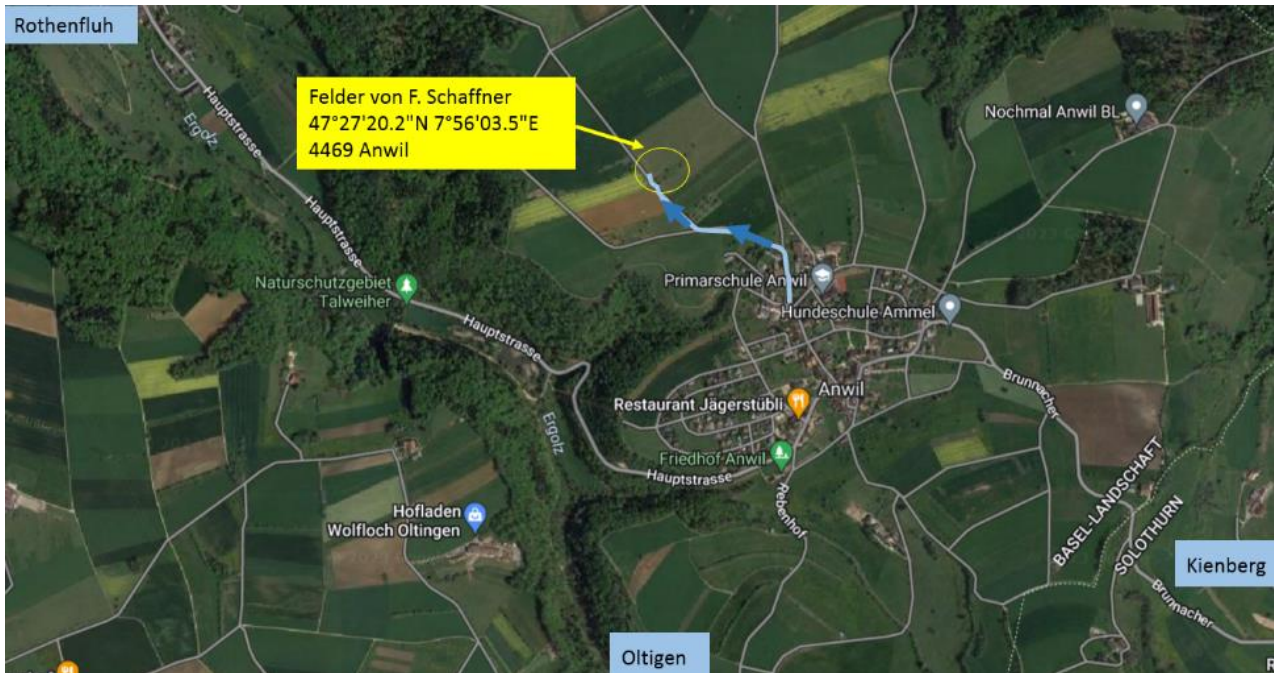 Rothenfluh
Felder von F. Schaffner
47°27'20.2"N 7°56'03.5"E
4469 Anwil
Hauptstrasse
Ergolz
Nochmal Anwil BL
Hauptstrasse
Naturschutzgebiet
Talweiher
Primarschule Anwil
Hundeschule Ammel
Hauptstrasse
Anwil
Brunnacher
Restaurant Jägerstübli
Ergolz
Friedhof Anwil
Hauptstrasse
Rebenhof
Hofladen
Wolfloch Oltingen
BASEL-LANDSCHAFT
SOLOTHURN
Kienberg
Brunnacher
Oltigen